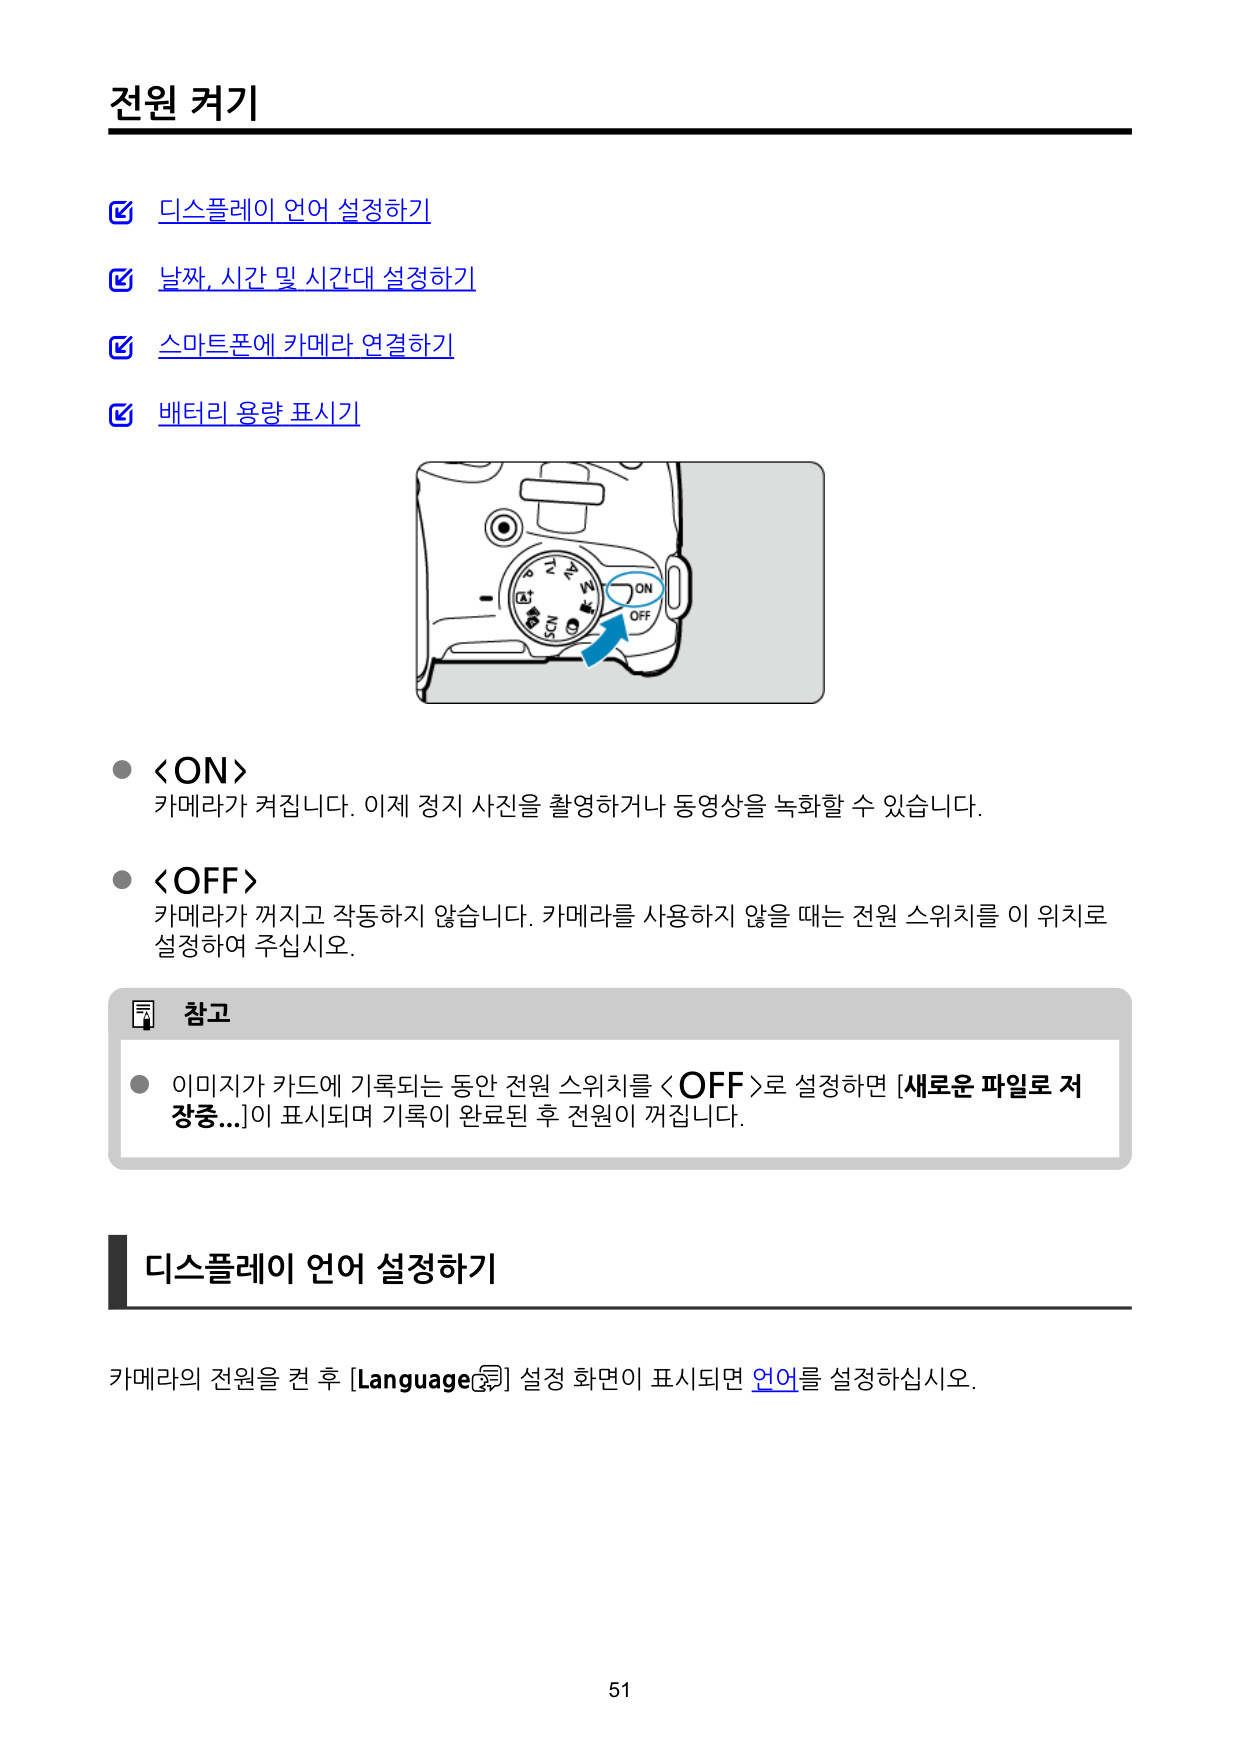 전원 켜기
디스플레이 언어 설정하기
날짜, 시간 및 시간대 설정하기
스마트폰에 카메라 연결하기
배터리 용량 표시기
Av
Tv
P
M
A+
SCN
ON
OFF
<ON>
카메라가 켜집니다. 이제 정지 사진을 촬영하거나 동영상을 녹화할 수 있습니다.
<OFF>
카메라가 꺼지고 작동하지 않습니다. 카메라를 사용하지 않을 때는 전원 스위치를 이 위치로
설정하여 주십시오.
참고
이미지가 카드에 기록되는 동안 전원 스위치를 <OFF>로 설정하면 [새로운 파일로 저
장중...]이 표시되며 기록이 완료된 후 전원이 꺼집니다.
디스플레이 언어 설정하기
카메라의 전원을 켠 후 [Language] 설정 화면이 표시되면 언어를 설정하십시오.
51